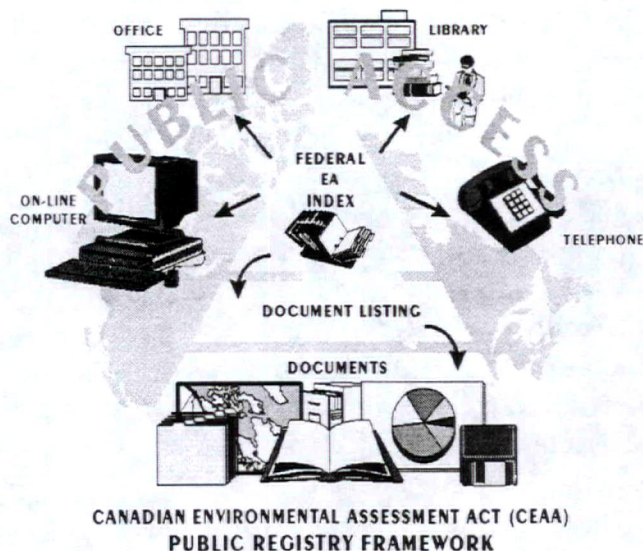 OFFICE
LIBRARY
PUBLIC ACCESS
FEDERAL
EA
INDEX
ON-LINE
COMPUTER
TELEPHONE
DOCUMENT LISTING
DOCUMENTS
CANADIAN ENVIRONMENTAL ASSESSMENT ACT (CEAA)
PUBLIC REGISTRY FRAMEWORK